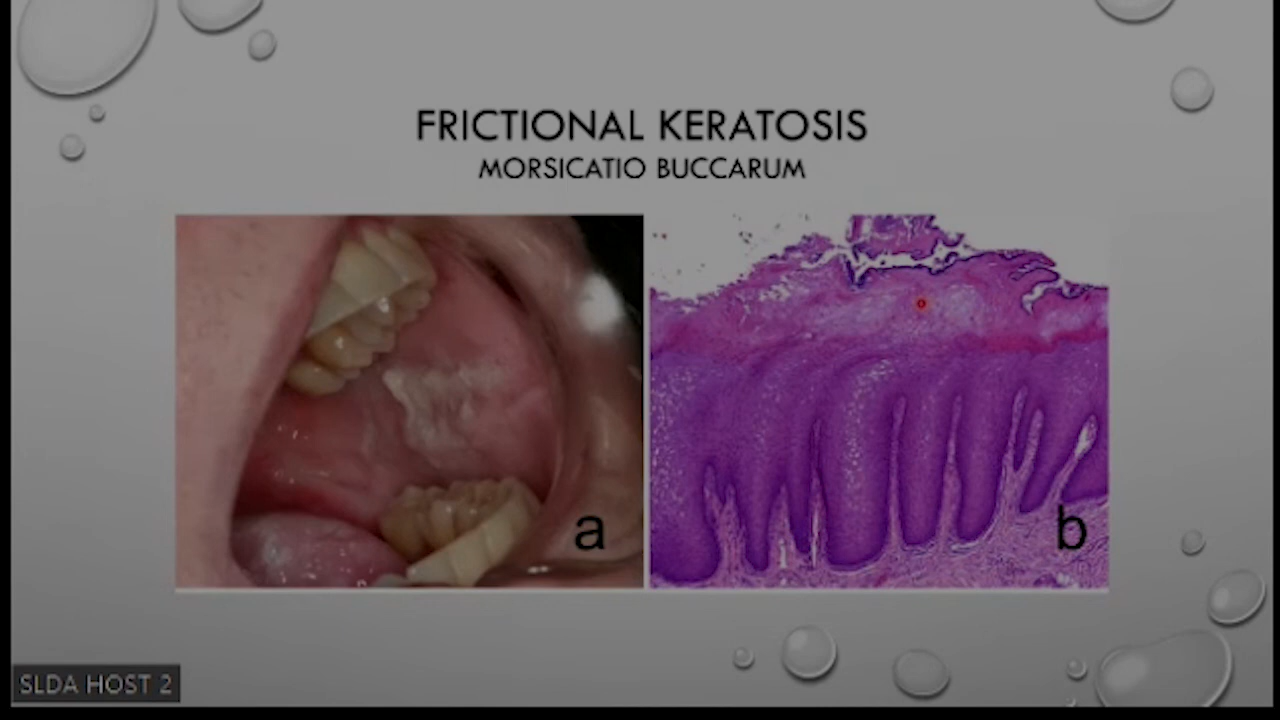 FRICTIONAL KERATOSIS
MORSICATIO BUCCARUM
a
b
SLDA HOST 2